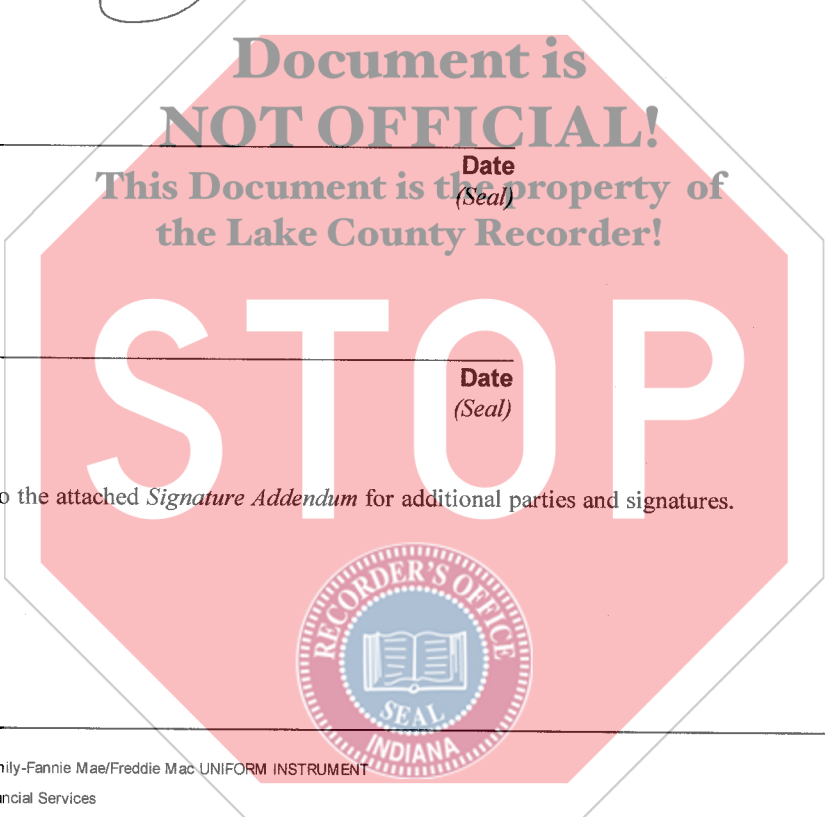 Document is
NOT OFFICIAL!
Date
This Document is the property of
(Seal)
the Lake County Recorder!
STOP
Date
(Seal)
o the attached Signature Addendum for additional parties and signatures.
RECORDER'S OFFICE
SEAL
INDIANA
nily-Fannie Mae/Freddie Mac UNIFORM INSTRUMENT
ncial Services